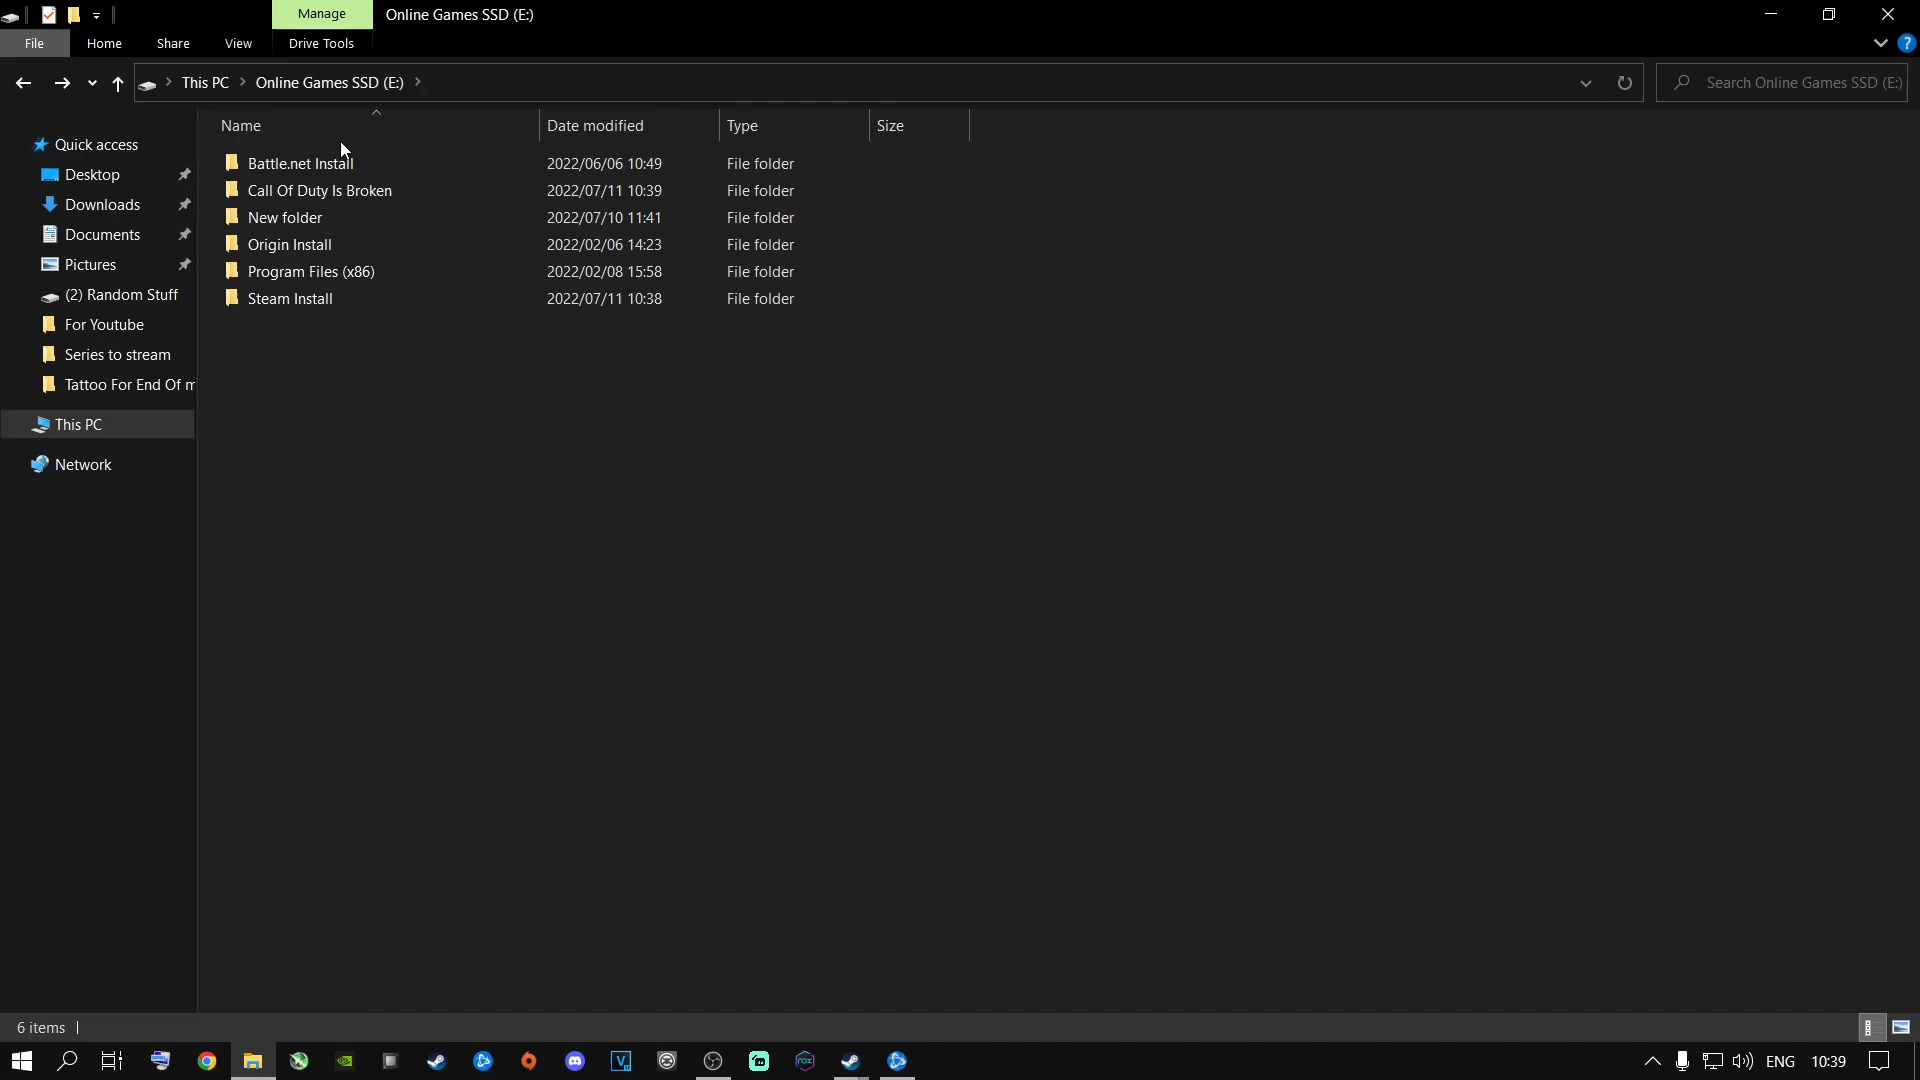 Manage
Online Games SSD (E:)
File
Home
Share
View
Drive Tools
This PC
Online Games SSD (E:)
Search Online Games SSD (E:)
Name
Date modified
Type
Size
Quick access
Desktop
Downloads
Documents
Pictures
(2) Random Stuff
For Youtube
Series to stream
Tattoo For End Of m
This PC
Network
Battle.net Install 2022/06/06 10:49 File folder
Call Of Duty Is Broken 2022/07/11 10:39 File folder
New folder 2022/07/10 11:41 File folder
Origin Install 2022/02/06 14:23 File folder
Program Files (x86) 2022/02/08 15:58 File folder
Steam Install 2022/07/11 10:38 File folder
6 items
ENG
10:39